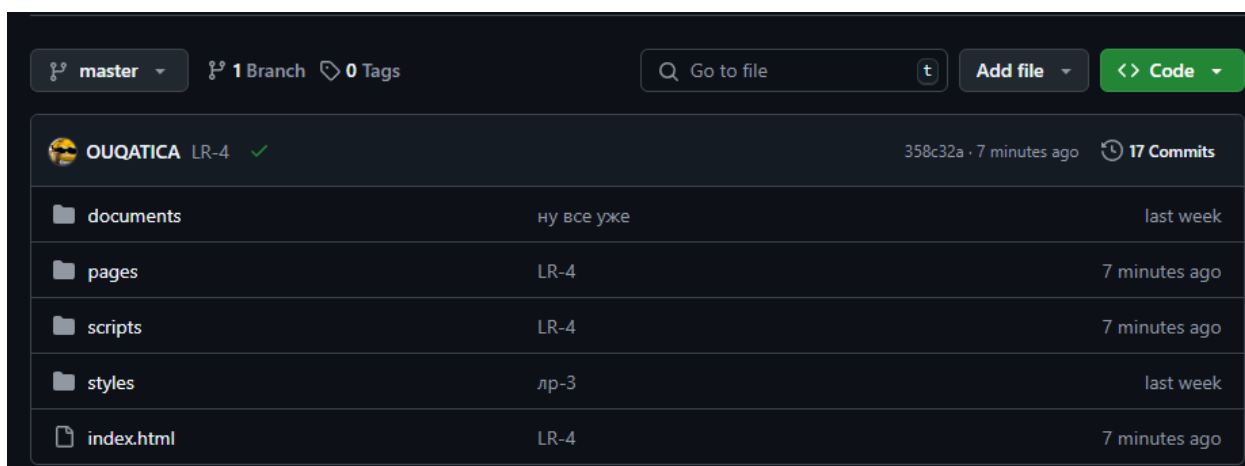 master 1 Branch 0 Tags Go to file t Add file <> Code
OUQATICA LR-4 358c32a · 7 minutes ago 17 Commits
documents ну все уже last week
pages LR-4 7 minutes ago
scripts LR-4 7 minutes ago
styles лр-3 last week
index.html LR-4 7 minutes ago